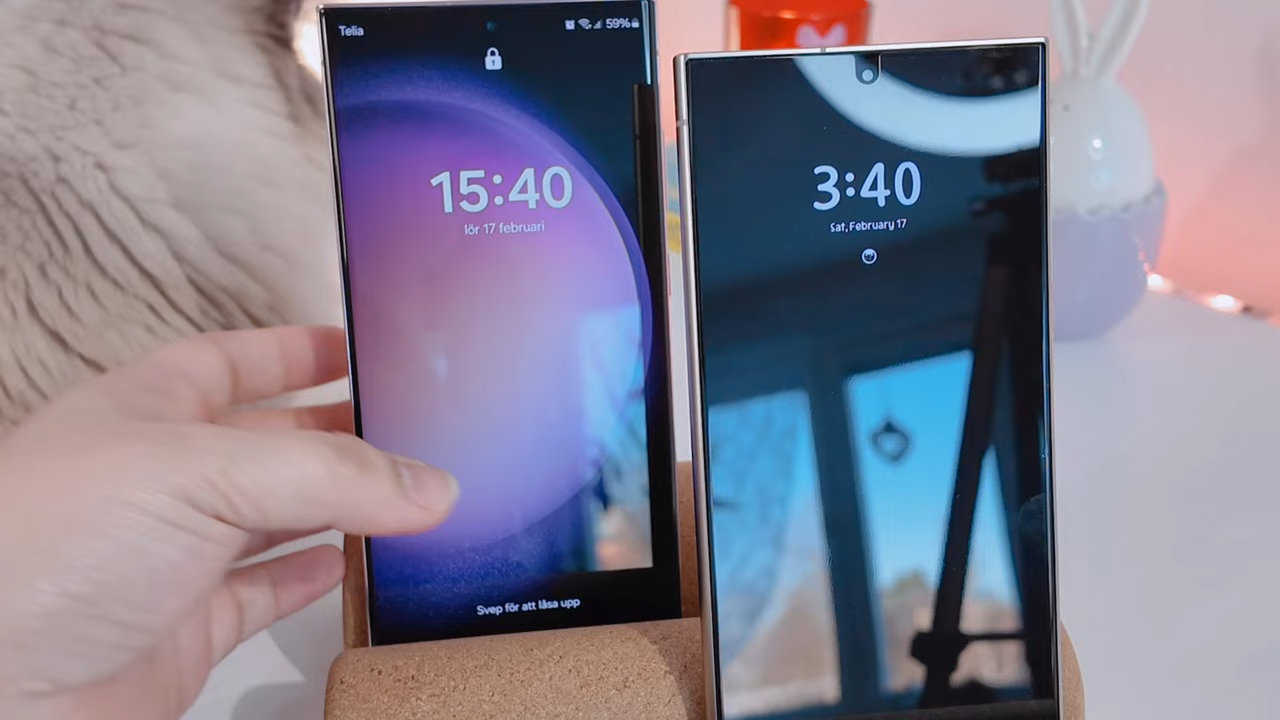 Telia
59%
15:40
lör 17 februari
Svep för att låsa upp
3:40
Sat, February 17